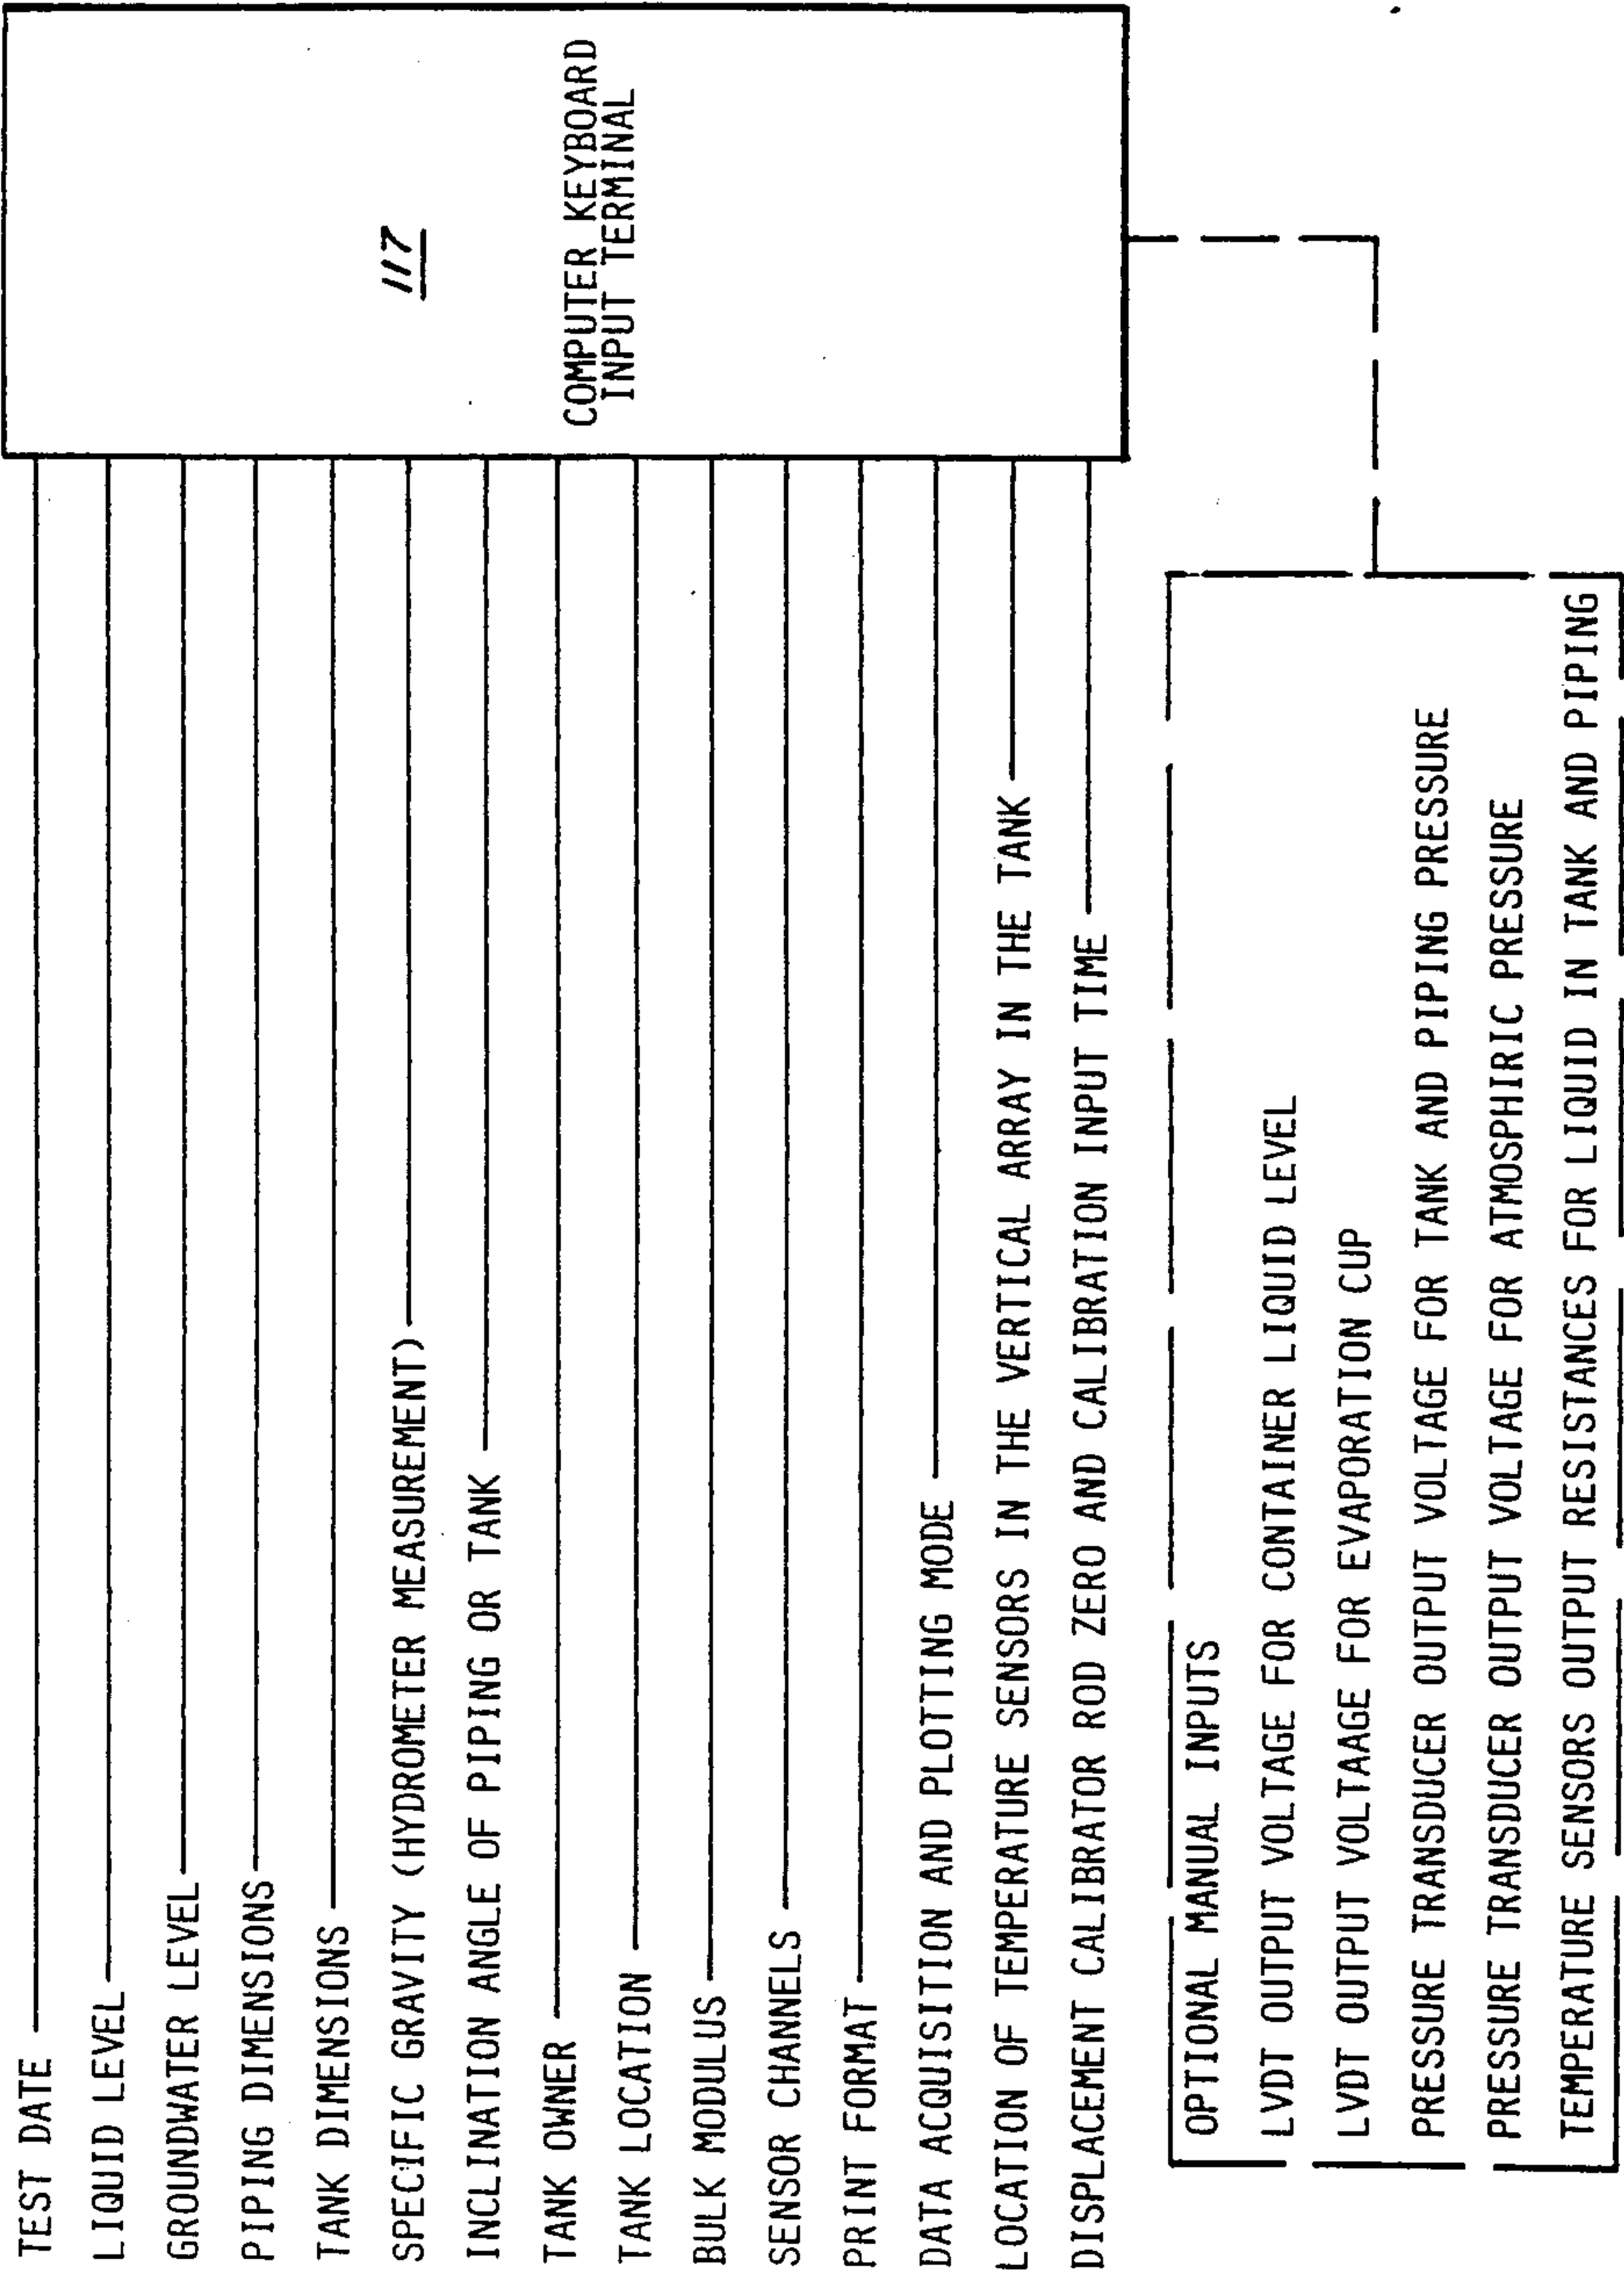 TEST DATE
LIQUID LEVEL
GROUNDWATER LEVEL
PIPING DIMENSIONS
TANK DIMENSIONS
SPECIFIC GRAVITY (HYDROMETER MEASUREMENT)
INCLINATION ANGLE OF PIPING OR TANK
TANK OWNER
TANK LOCATION
BULK MODULUS
SENSOR CHANNELS
PRINT FORMAT
DATA ACQUISITION AND PLOTTING MODE
LOCATION OF TEMPERATURE SENSORS IN THE VERTICAL ARRAY IN THE TANK
DISPLACEMENT CALIBRATOR ROD ZERO AND CALIBRATION INPUT TIME
117
COMPUTER KEYBOARD
INPUT TERMINAL
OPTIONAL MANUAL INPUTS
LVDT OUTPUT VOLTAGE FOR CONTAINER LIQUID LEVEL
LVDT OUTPUT VOLTAAGE FOR EVAPORATION CUP
PRESSURE TRANSDUCER OUTPUT VOLTAGE FOR TANK AND PIPING PRESSURE
PRESSURE TRANSDUCER OUTPUT VOLTAGE FOR ATMOSPHIRIC PRESSURE
TEMPERATURE SENSORS OUTPUT RESISTANCES FOR LIQUID IN TANK AND PIPING